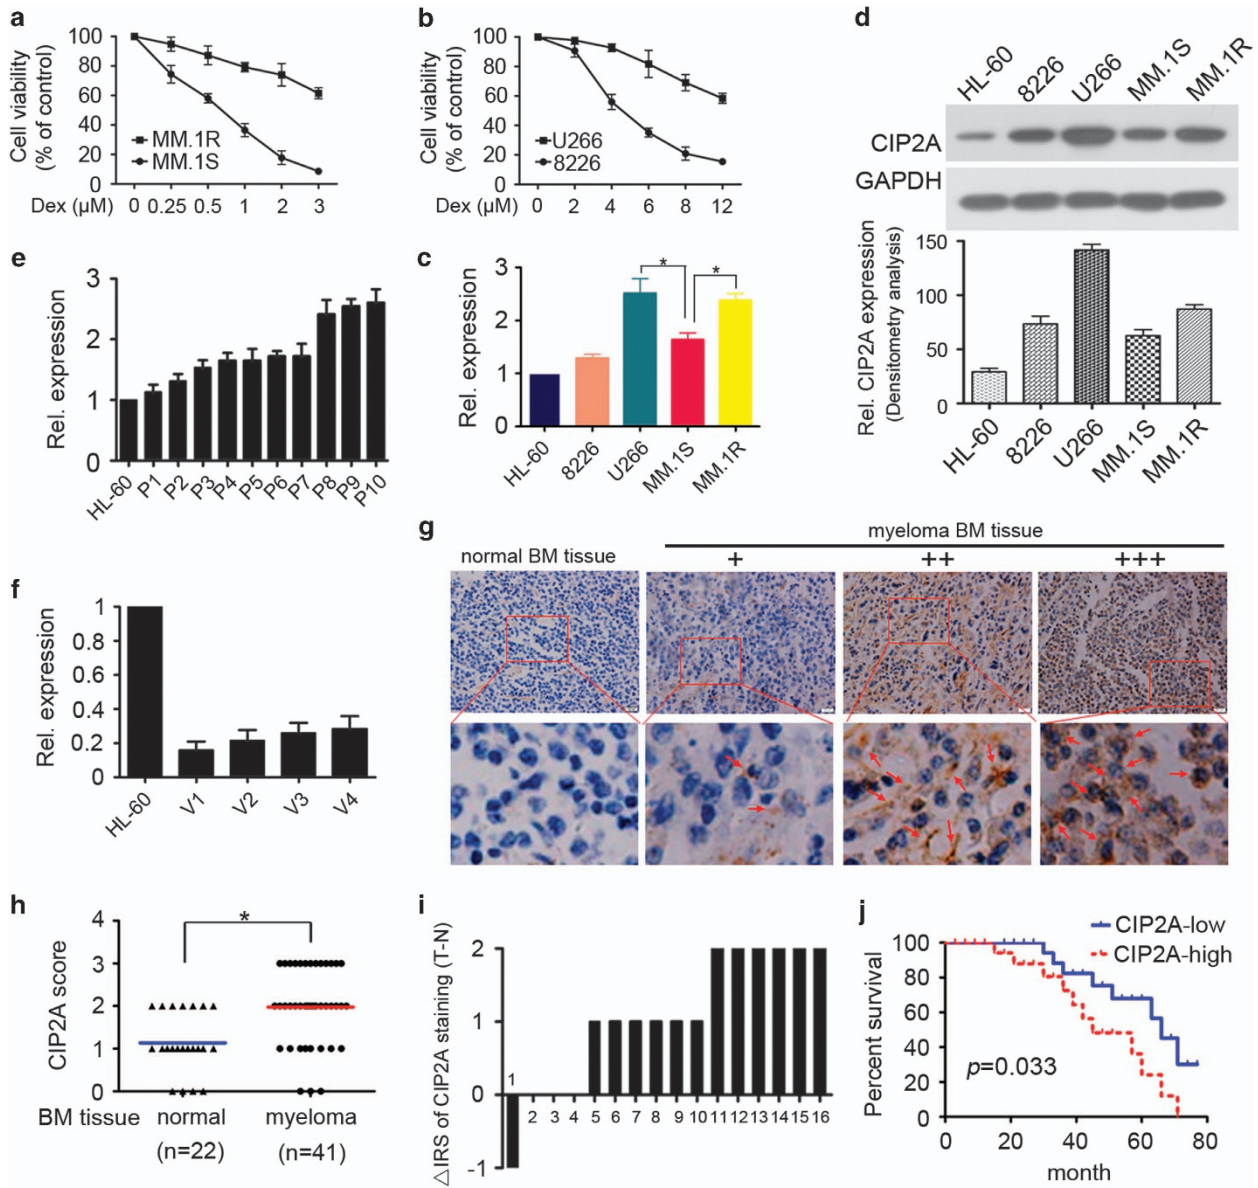 a
Cell viability
(% of control)
100
80
60
40
20
0
MM.1R
MM.1S
Dex (μM) 0 0.25 0.5 1 2 3
b
Cell viability
(% of control)
100
80
60
40
20
0
U266
8226
Dex (μM) 0 2 4 6 8 12
d
HL-60 8226 U266 MM.1S MM.1R
CIP2A
GAPDH
Rel. CIP2A expression
(Densitometry analysis)
150
100
50
0
HL-60 8226 U266 MM.1S MM.1R
e
Rel. expression
3
2
1
0
HL-60 P1 P2 P3 P4 P5 P6 P7 P8 P9 P10
c
Rel. expression
3
2
1
0
* *
HL-60 8226 U266 MM.1S MM.1R
f
Rel. expression
1
0.8
0.6
0.4
0.2
0
HL-60 V1 V2 V3 V4
g
myeloma BM tissue
normal BM tissue + ++ +++
h
CIP2A score
4
3
2
1
0
*
BM tissue normal myeloma
(n=22) (n=41)
i
△IRS of CIP2A staining (T-N)
2
1
0
-1
1 2 3 4 5 6 7 8 9 10 11 12 13 14 15 16
j
CIP2A-low
CIP2A-high
Percent survival
100
80
60
40
20
0
p=0.033
0 20 40 60 80
month